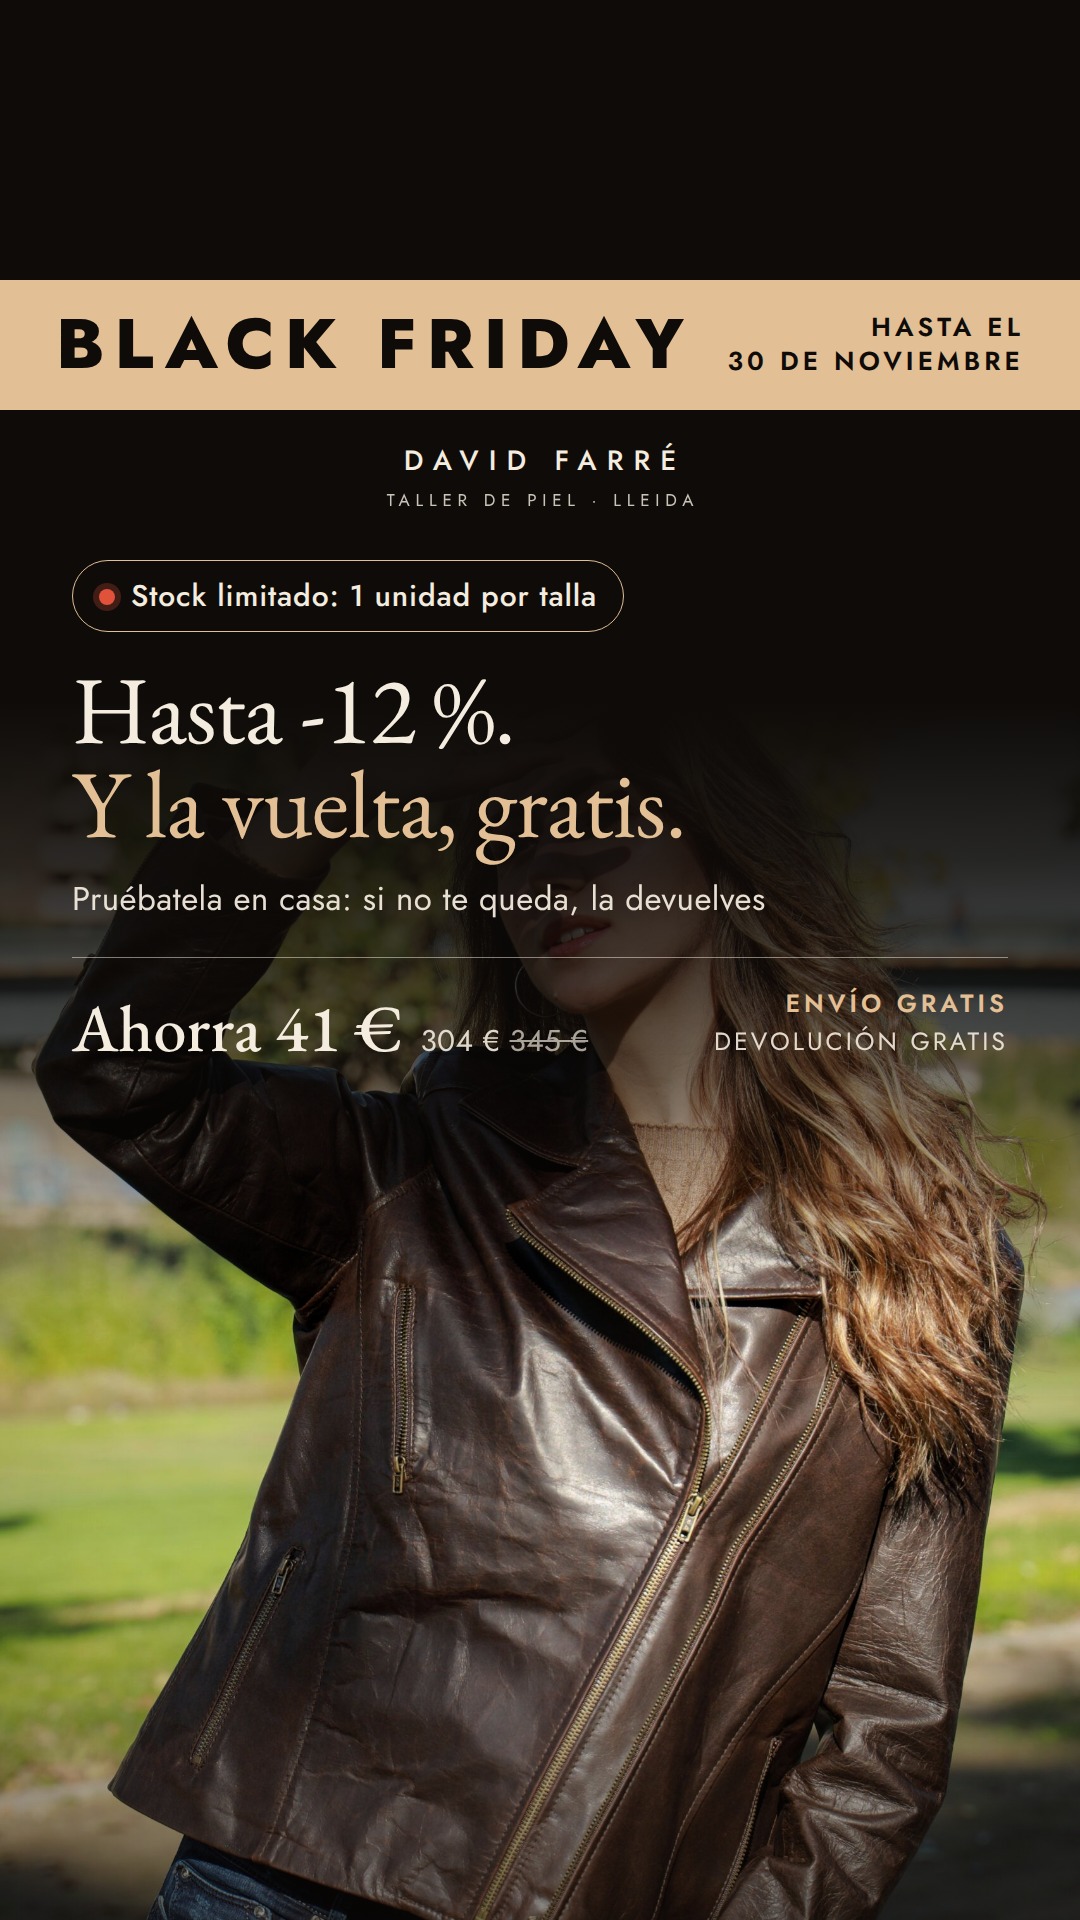 BLACK FRIDAY
HASTA EL
30 DE NOVIEMBRE
DAVID FARRÉ
TALLER DE PIEL · LLEIDA
Stock limitado: 1 unidad por talla
Hasta -12 %.
Y la vuelta, gratis.
Pruébatela en casa: si no te queda, la devuelves
Ahorra 41 € 304 € 345 €
ENVÍO GRATIS
DEVOLUCIÓN GRATIS